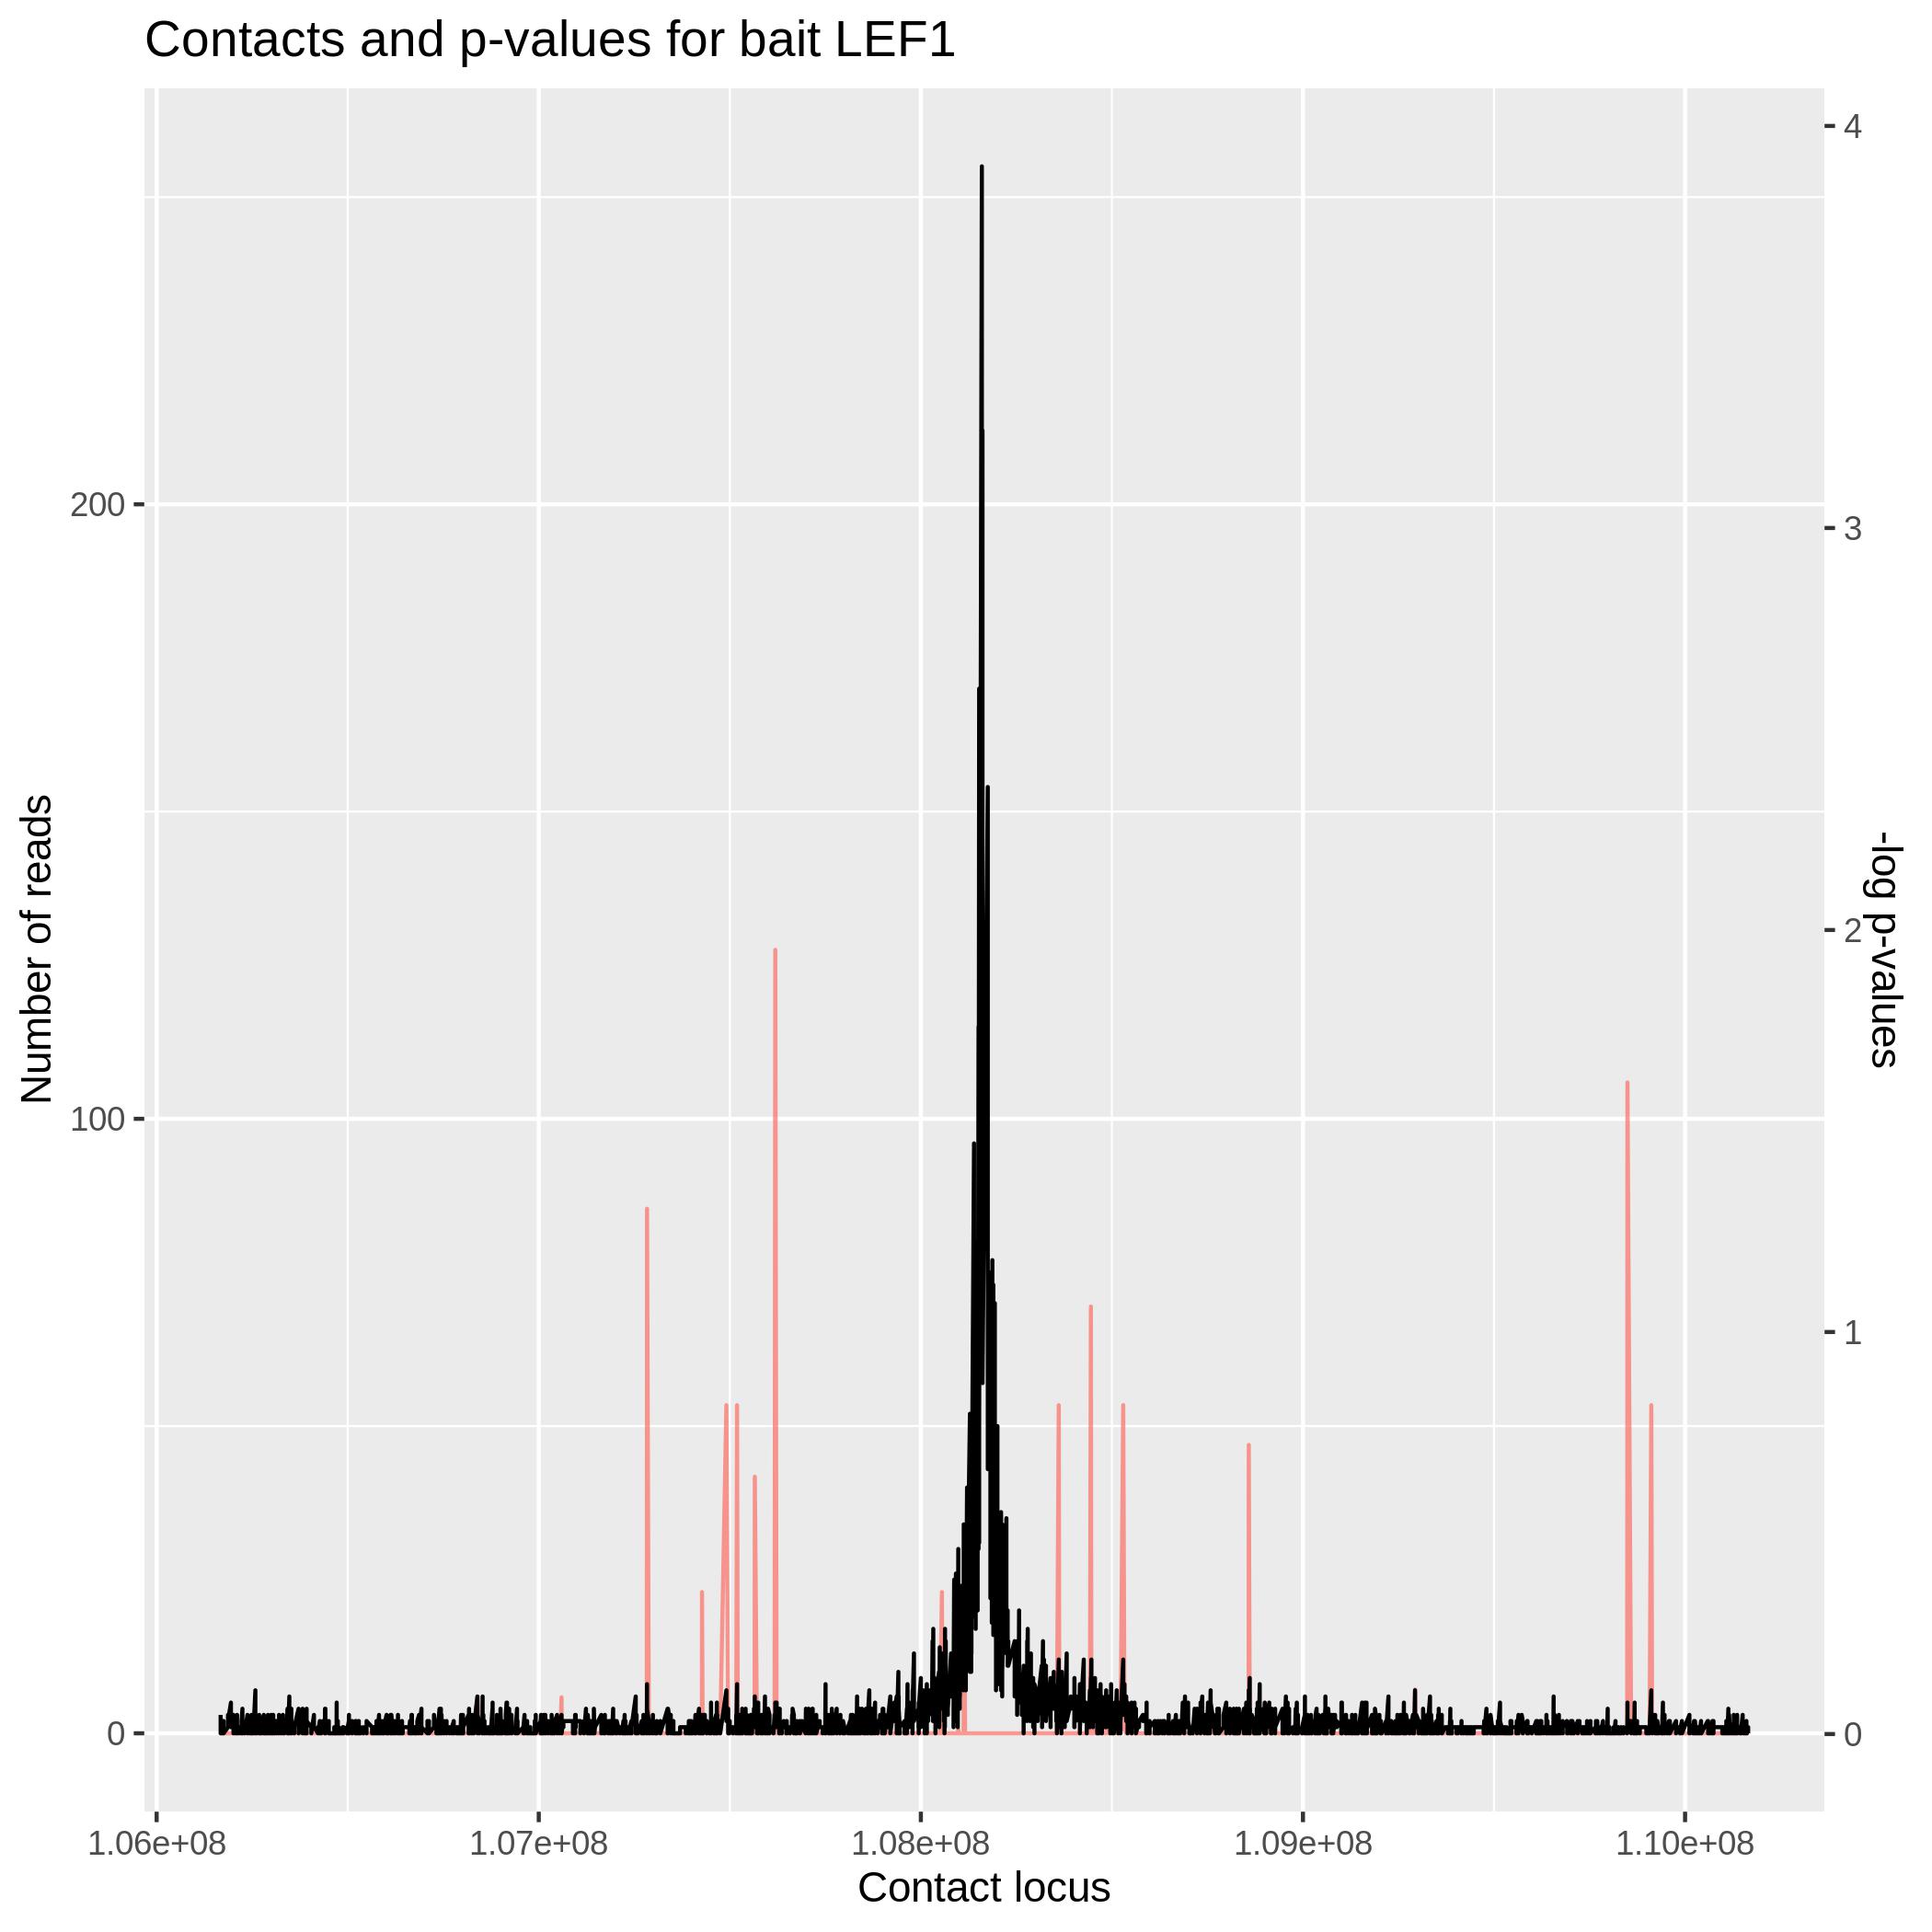 Contacts and p-values for bait LEF1
4
200
3
Number of reads
-log p-values
2
100
1
0
0
1.06e+08
1.07e+08
1.08e+08
1.09e+08
1.10e+08
Contact locus